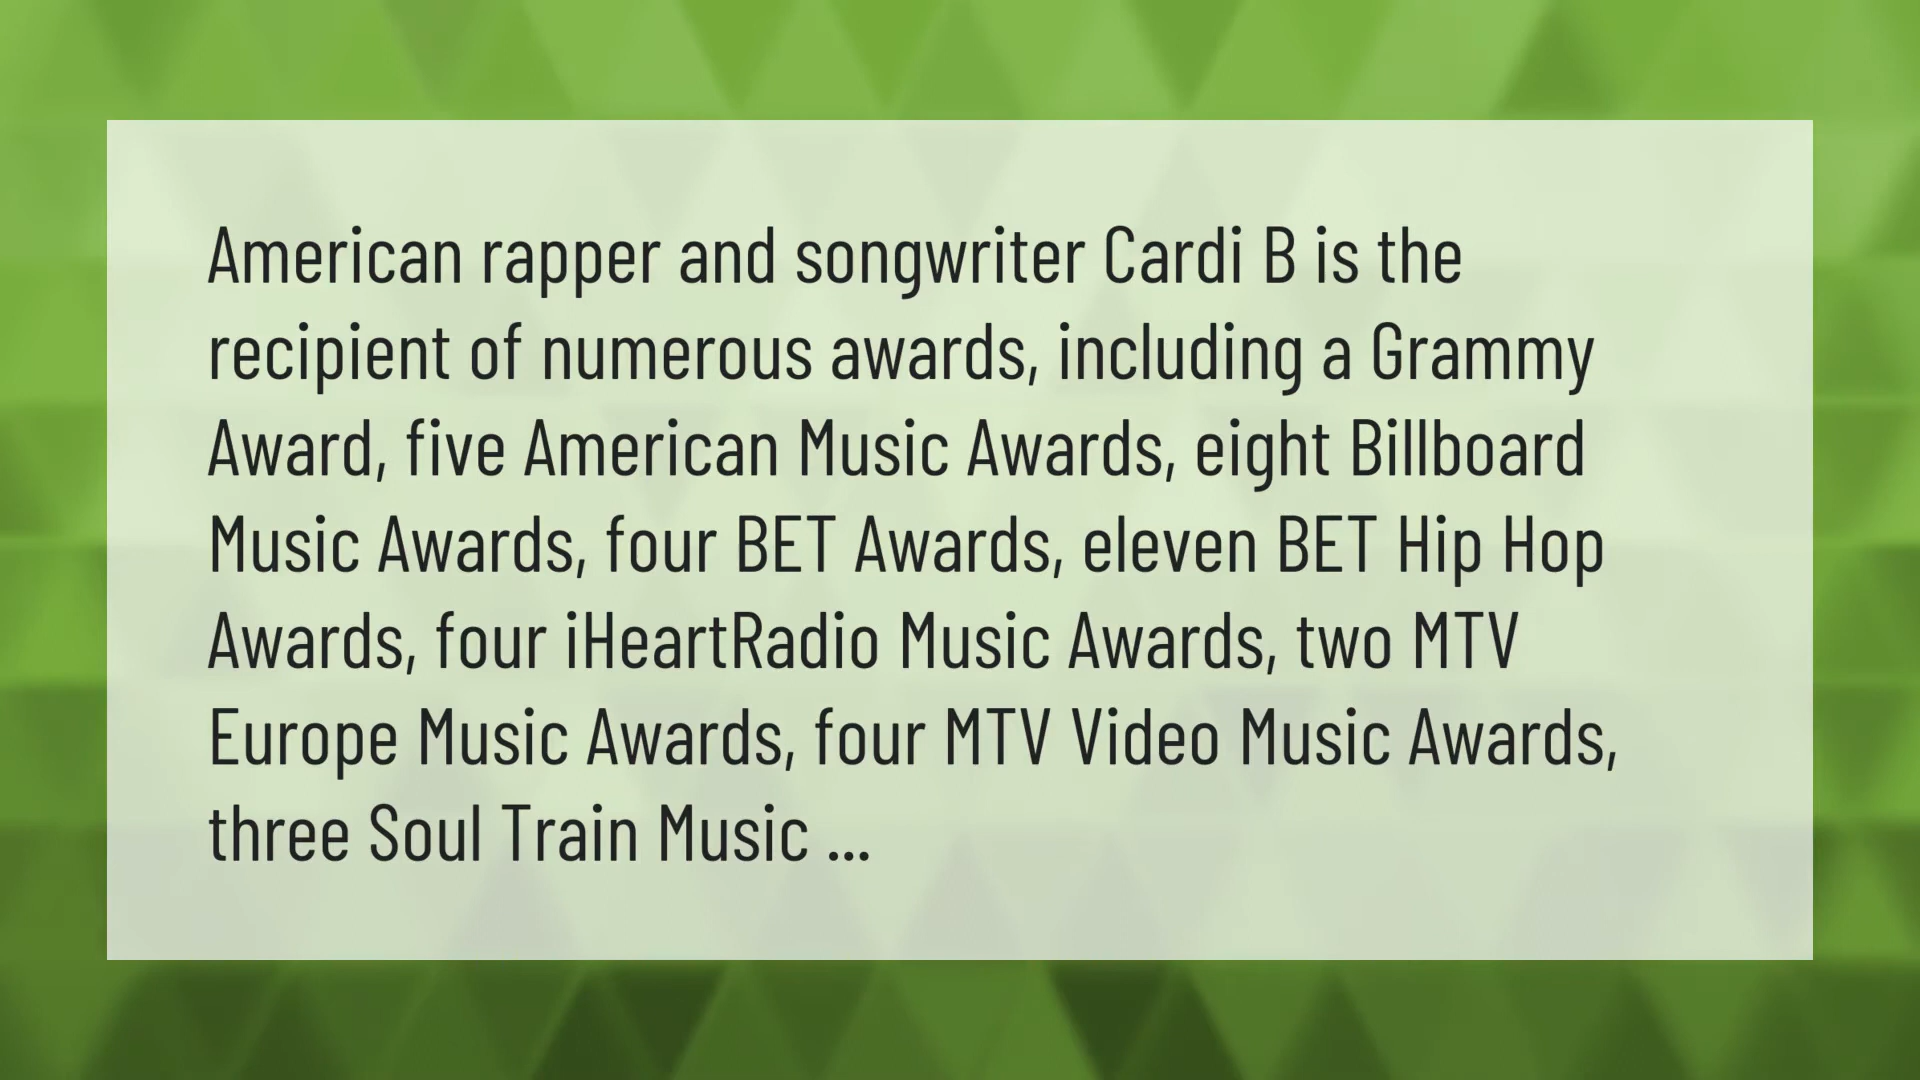 American rapper and songwriter Cardi B is the
recipient of numerous awards, including a Grammy
Award, five American Music Awards, eight Billboard
Music Awards, four BET Awards, eleven BET Hip Hop
Awards, four iHeartRadio Music Awards, two MTV
Europe Music Awards, four MTV Video Music Awards,
three Soul Train Music ...